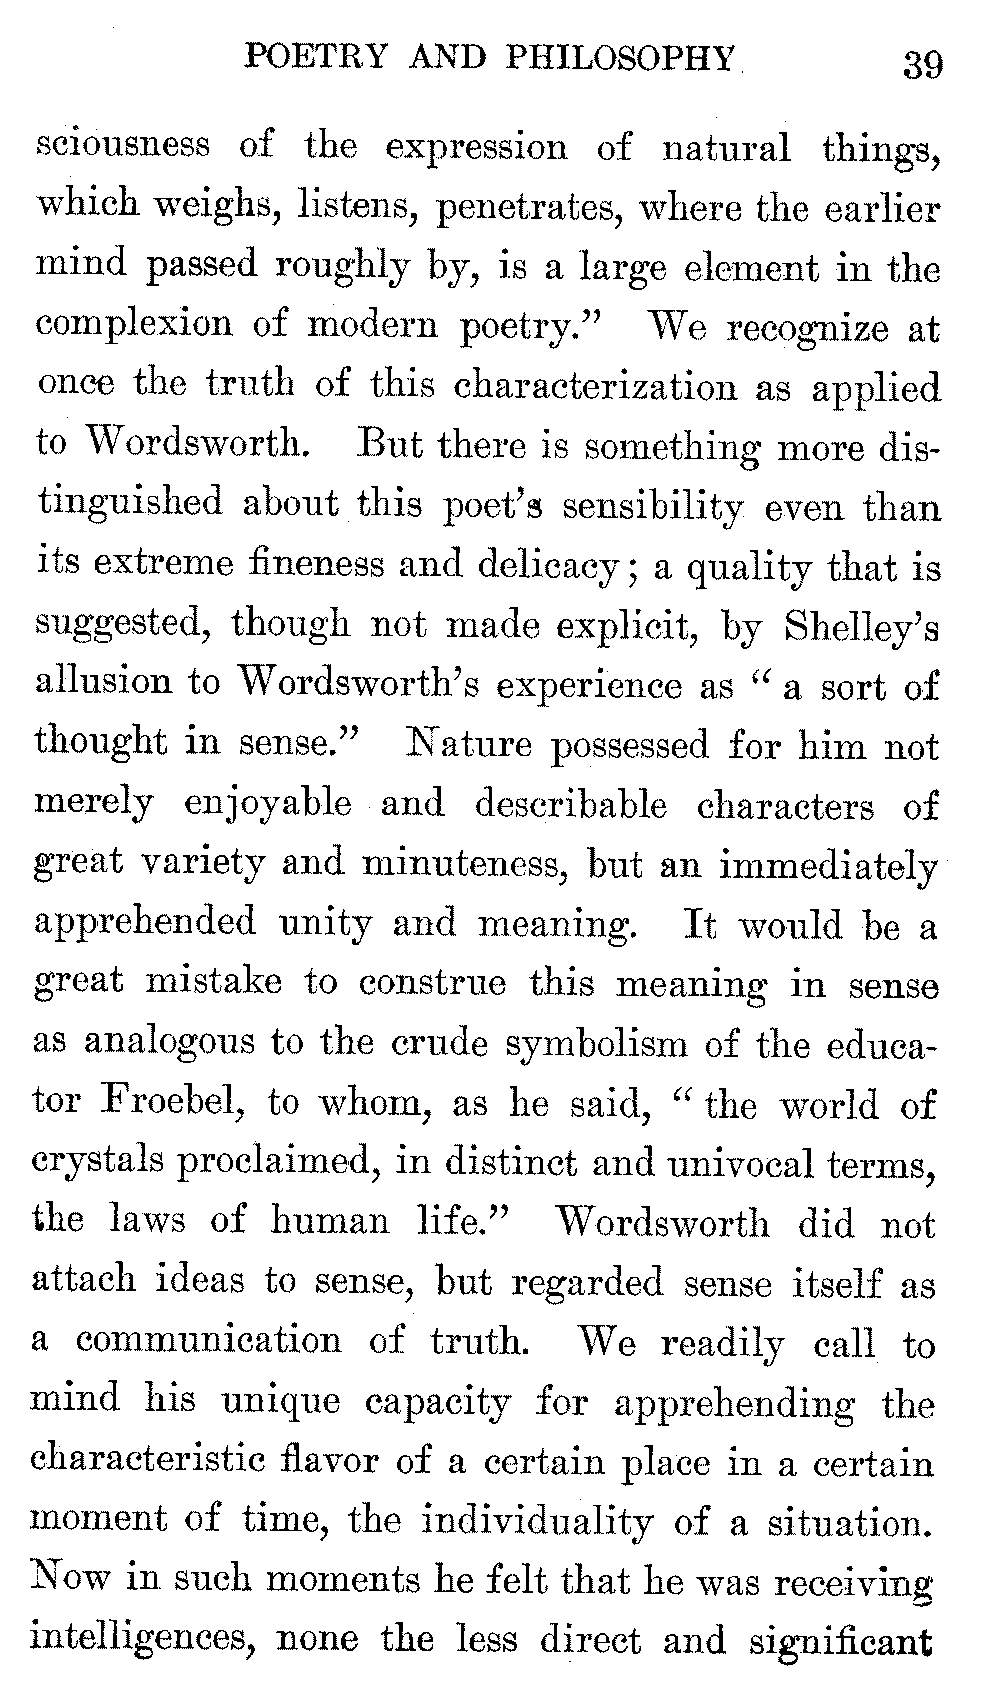 POETRY AND PHILOSOPHY 39
sciousness of the expression of natural things,
which weighs, listens, penetrates, where the earlier
mind passed roughly by, is a large element in the
complexion of modern poetry.” We recognize at
once the truth of this characterization as applied
to Wordsworth. But there is something more dis-
tinguished about this poet’s sensibility even than
its extreme fineness and delicacy; a quality that is
suggested, though not made explicit, by Shelley’s
allusion to Wordsworth’s experience as “a sort of
thought in sense.” Nature possessed for him not
merely enjoyable and describable characters of
great variety and minuteness, but an immediately
apprehended unity and meaning. It would be a
great mistake to construe this meaning in sense
as analogous to the crude symbolism of the educa-
tor Froebel, to whom, as he said, “the world of
crystals proclaimed, in distinct and univocal terms,
the laws of human life.” Wordsworth did not
attach ideas to sense, but regarded sense itself as
a communication of truth. We readily call to
mind his unique capacity for apprehending the
characteristic flavor of a certain place in a certain
moment of time, the individuality of a situation.
Now in such moments he felt that he was receiving
intelligences, none the less direct and significant